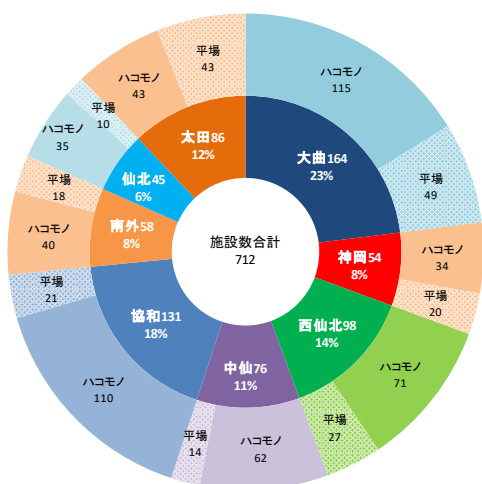 施設数合計
712
大曲164
23%
ハコモノ
115
平場
49
神岡54
8%
ハコモノ
34
平場
20
西仙北98
14%
ハコモノ
71
平場
27
中仙76
11%
ハコモノ
62
平場
14
協和131
18%
ハコモノ
110
平場
21
南外58
8%
ハコモノ
40
平場
18
仙北45
6%
ハコモノ
35
平場
10
太田86
12%
ハコモノ
43
平場
43